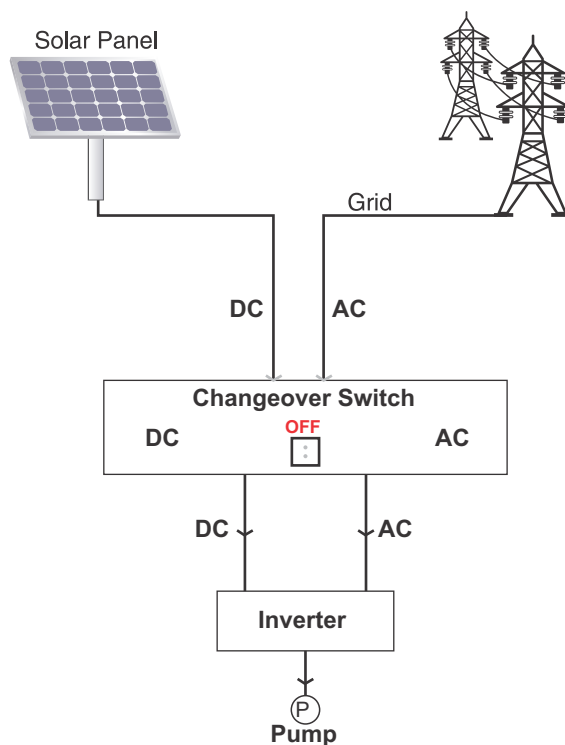 Solar Panel
Grid
DC
AC
Changeover Switch
OFF
DC
AC
DC
AC
Inverter
P
Pump